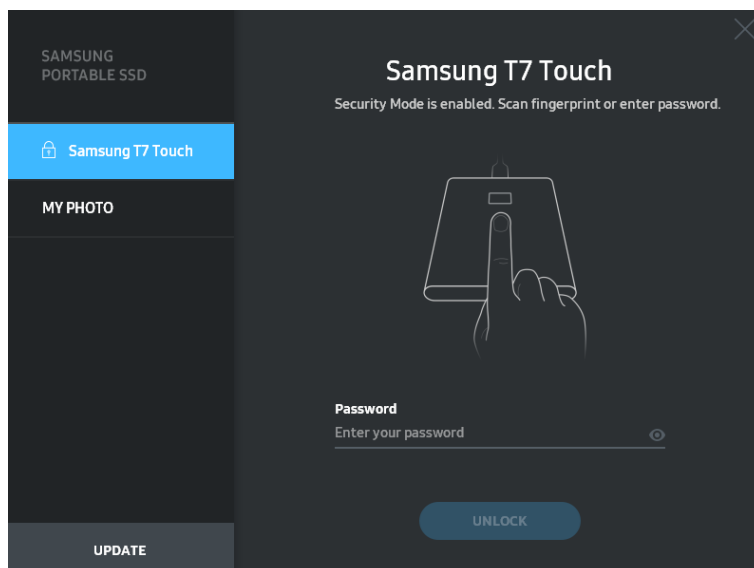 SAMSUNG
PORTABLE SSD
Samsung T7 Touch
MY PHOTO
UPDATE
Samsung T7 Touch
Security Mode is enabled. Scan fingerprint or enter password.
Password
Enter your password
UNLOCK